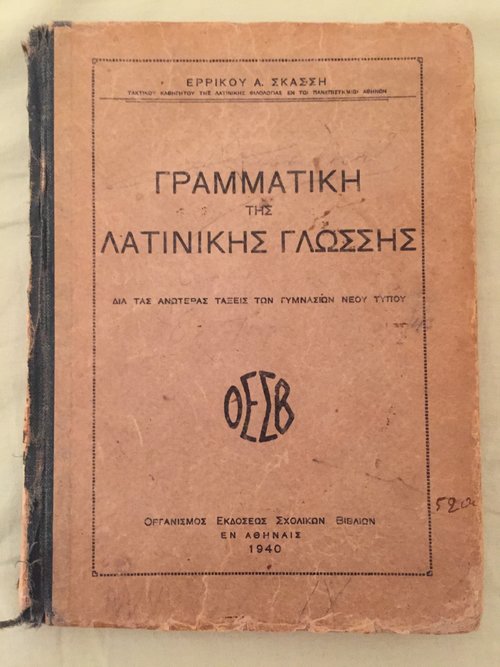 ΕΡΡΙΚΟΥ Α. ΣΚΑΣΣΗ
ΤΑΚΤΙΚΟΥ ΚΑΘΗΓΗΤΟΥ ΤΗΣ ΛΑΤΙΝΙΚΗΣ ΦΙΛΟΛΟΓΙΑΣ ΕΝ ΤΩΙ ΠΑΝΕΠΙΣΤΗΜΙΩΙ ΑΘΗΝΩΝ
ΓΡΑΜΜΑΤΙΚΗ
ΤΗΣ
ΛΑΤΙΝΙΚΗΣ ΓΛΩΣΣΗΣ
ΔΙΑ ΤΑΣ ΑΝΩΤΕΡΑΣ ΤΑΞΕΙΣ ΤΩΝ ΓΥΜΝΑΣΙΩΝ ΝΕΟΥ ΤΥΠΟΥ
ΟΕΣΒ
ΟΡΓΑΝΙΣΜΟΣ ΕΚΔΟΣΕΩΣ ΣΧΟΛΙΚΩΝ ΒΙΒΛΙΩΝ
ΕΝ ΑΘΗΝΑΙΣ
1940